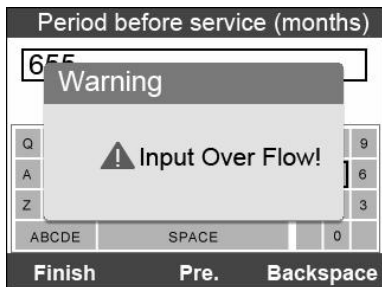 Period before service (months)
655
Warning
Input Over Flow!
Q 9
A 6
Z 3
ABCDE SPACE 0
Finish Pre. Backspace